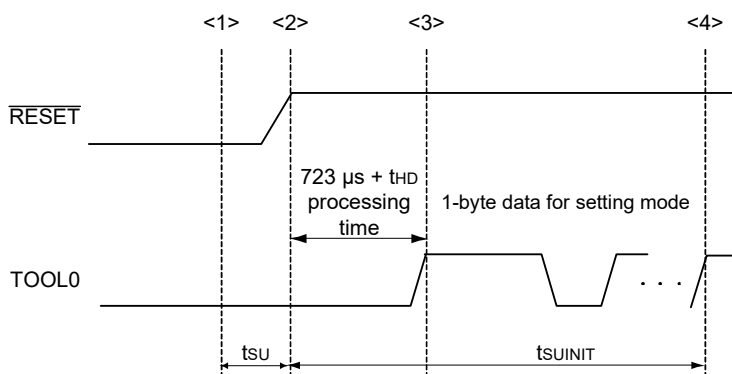 <1> <2> <3> <4>
RESET
723 µs + tHD
processing
time
1-byte data for setting mode
TOOL0
. . .
tSU
tSUINIT